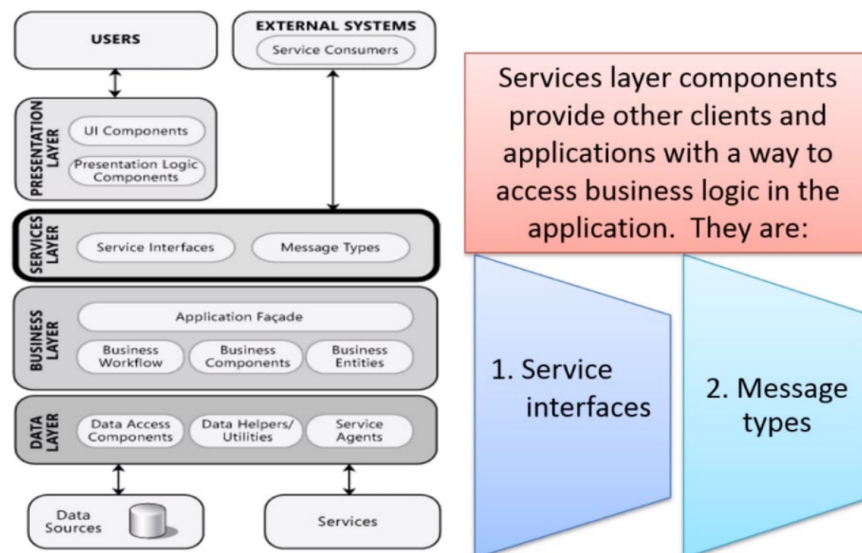 USERS
EXTERNAL SYSTEMS
Service Consumers
PRESENTATION
LAYER
UI Components
Presentation Logic
Components
SERVICES
LAYER
Service Interfaces
Message Types
BUSINESS
LAYER
Application Façade
Business
Workflow
Business
Components
Business
Entities
DATA
LAYER
Data Access
Components
Data Helpers/
Utilities
Service
Agents
Data
Sources
Services
Services layer components
provide other clients and
applications with a way to
access business logic in the
application. They are:
1. Service
interfaces
2. Message
types